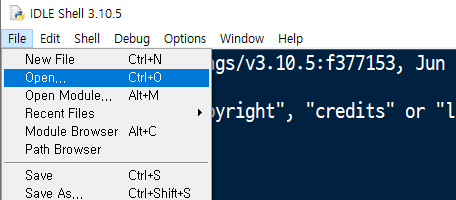 IDLE Shell 3.10.5
File Edit Shell Debug Options Window Help
New File Ctrl+N
Open... Ctrl+O
Open Module... Alt+M
Recent Files
Module Browser Alt+C
Path Browser
Save Ctrl+S
Save As... Ctrl+Shift+S
ngs/v3.10.5:f377153, Jun
pyright", "credits" or "l